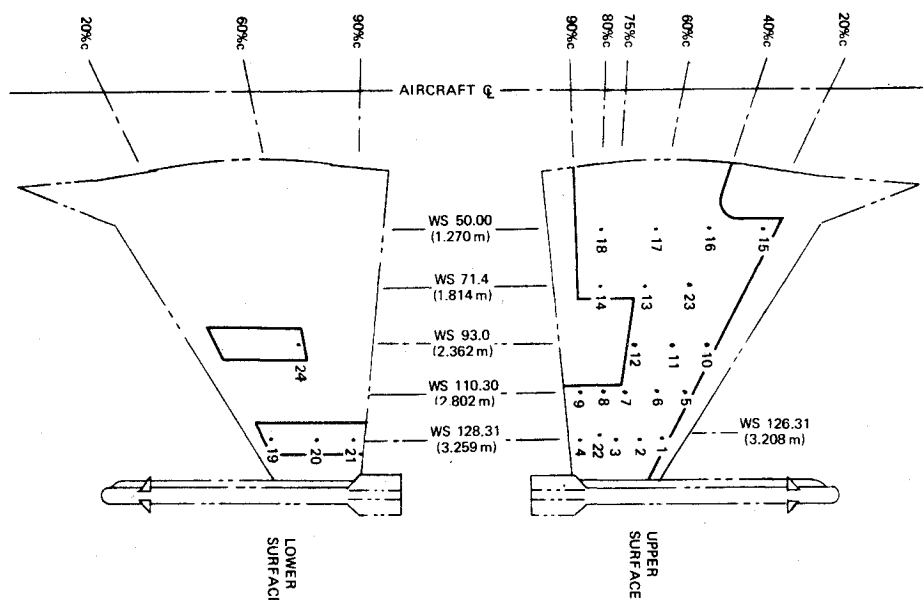 20%c
60%c
90%c
90%c
80%c
75%c
60%c
40%c
20%c
AIRCRAFT ℄
WS 50.00
(1.270 m)
18
17
16
15
WS 71.4
(1.814 m)
14
13
23
WS 93.0
(2.362 m)
24
12
11
10
WS 110.30
(2.802 m)
9
8
7
6
5
WS 128.31
(3.259 m)
19
20
21
4
22
3
2
1
WS 126.31
(3.208 m)
LOWER
SURFACE
UPPER
SURFACE